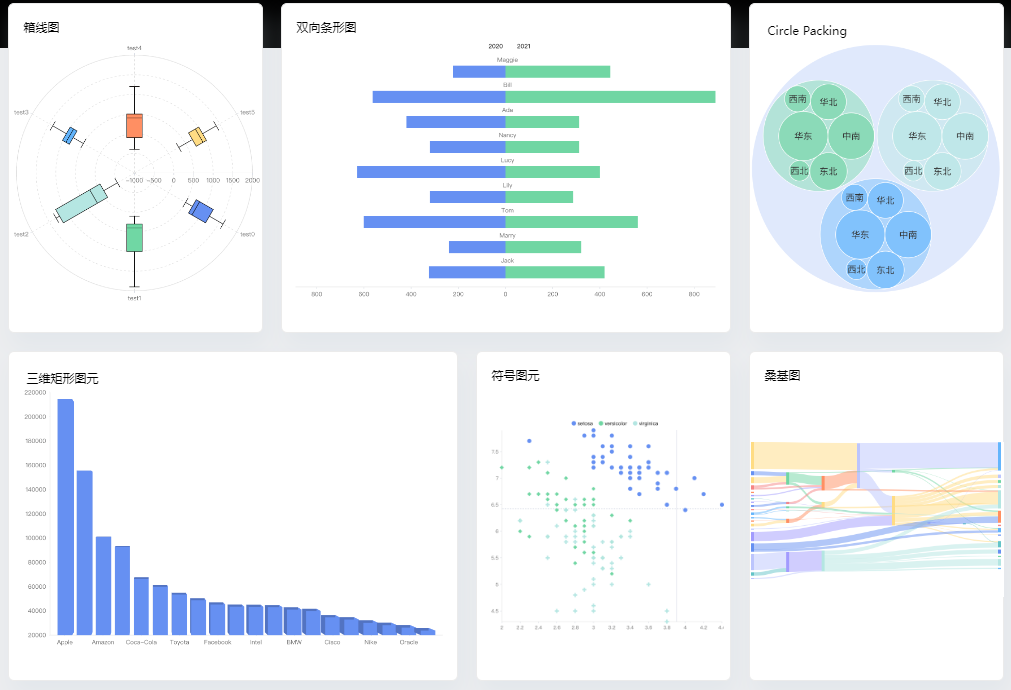 箱线图
test4
test3
test5
-1000 -500 0 500 1000 1500 2000
test2
test0
test1
双向条形图
2020 2021
Maggie
Bill
Ada
Nancy
Lucy
Lily
Tom
Marry
Jack
800 600 400 200 0 200 400 600 800
Circle Packing
西南 华北
华东 中南
西北 东北
西南 华北
华东 中南
西北 东北
西南 华北
华东 中南
西北 东北
三维矩形图元
220000
200000
180000
160000
140000
120000
100000
80000
60000
40000
20000
Apple Amazon Coca-Cola Toyota Facebook Intel BMW Cisco Nike Oracle
符号图元
setosa versicolor virginica
7.5
7
6.5
6
5.5
5
4.5
2 2.2 2.4 2.6 2.8 3 3.2 3.4 3.6 3.8 4 4.2
桑基图